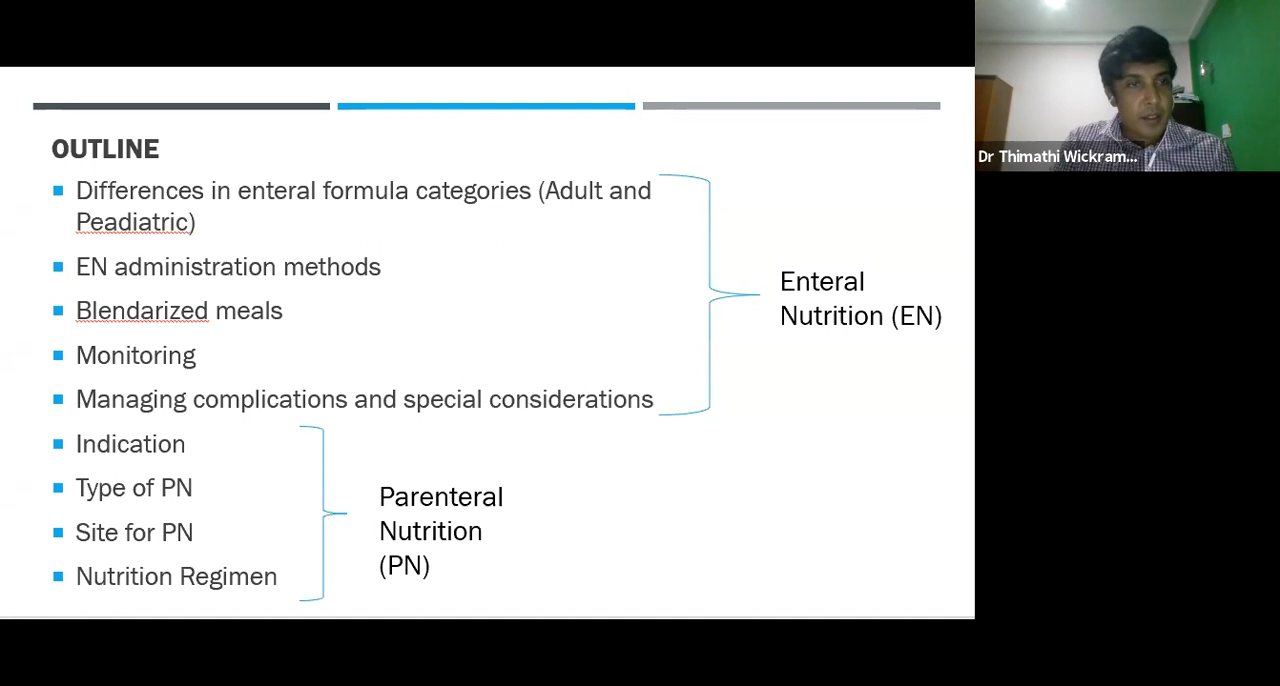 OUTLINE
Differences in enteral formula categories (Adult and
Peadiatric)
EN administration methods
Blendarized meals
Monitoring
Managing complications and special considerations
Enteral
Nutrition (EN)
Indication
Type of PN
Site for PN
Nutrition Regimen
Parenteral
Nutrition
(PN)
Dr Thimathi Wickram...